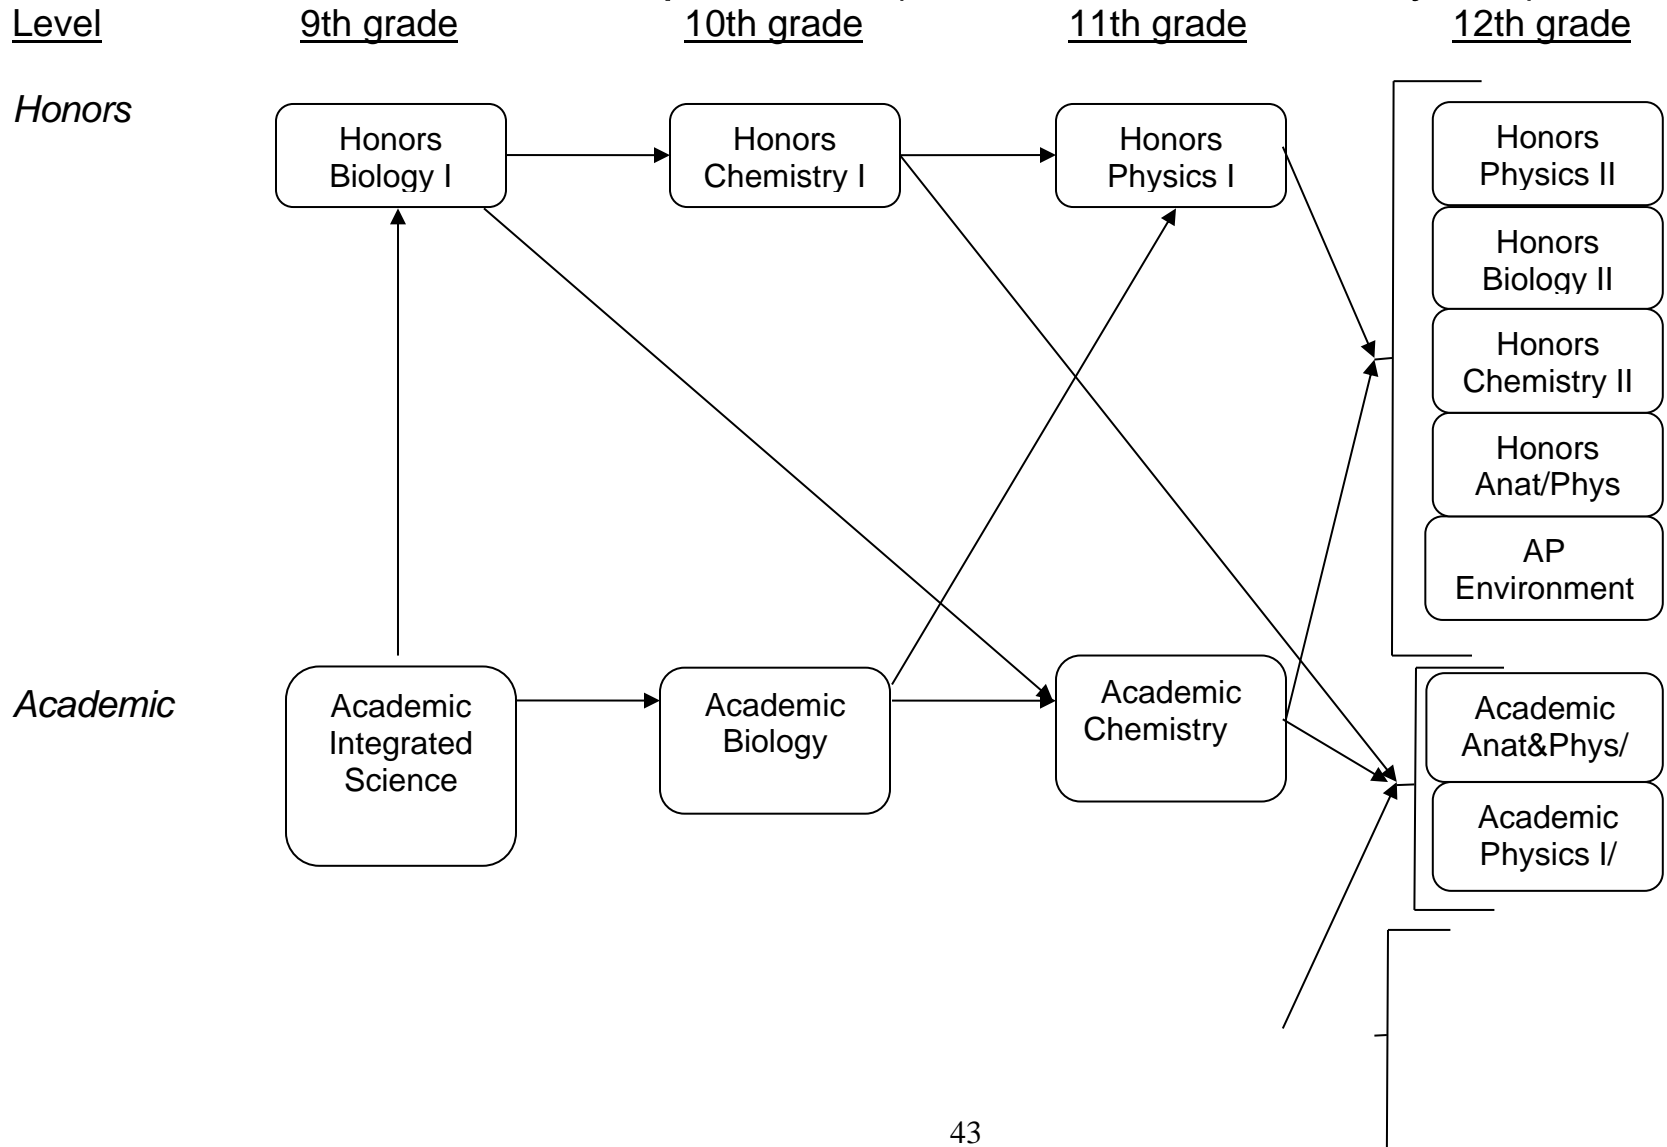 Level 9th grade 10th grade 11th grade 12th grade
Honors
Honors
Biology I
Honors
Chemistry I
Honors
Physics I
Honors
Physics II
Honors
Biology II
Honors
Chemistry II
Honors
Anat/Phys
AP
Environment
Academic
Academic
Integrated
Science
Academic
Biology
Academic
Chemistry
Academic
Anat&Phys/
Academic
Physics I/
43